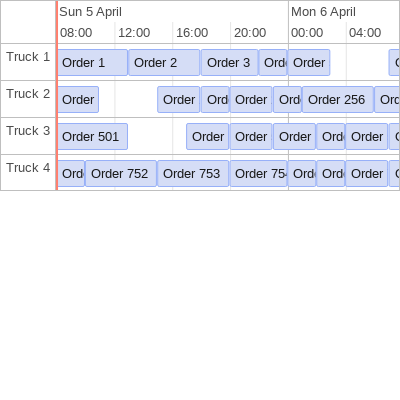 Sun 5 April Mon 6 April
08:00 12:00 16:00 20:00 00:00 04:00
Truck 1 Order 1 Order 2 Order 3 Ord Order
Truck 2 Order Order Ord Order Ord Order 256 Ord
Truck 3 Order 501 Order Order Order Ord Order
Truck 4 Ord Order 752 Order 753 Order 754 Ord Ord Order